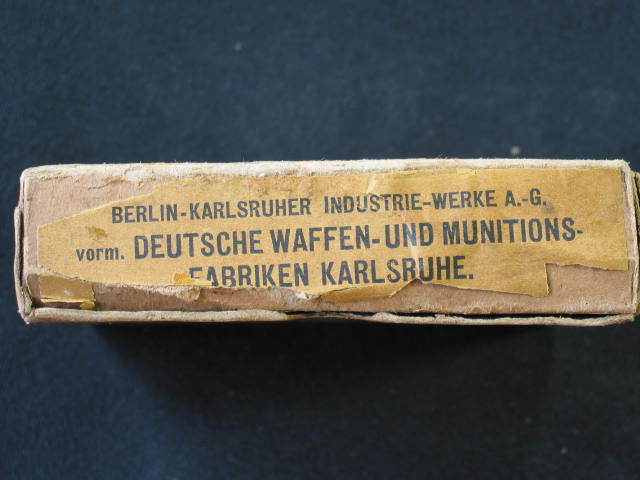 BERLIN-KARLSRUHER INDUSTRIE-WERKE A.-G.
vorm. DEUTSCHE WAFFEN- UND MUNITIONS-
FABRIKEN KARLSRUHE.